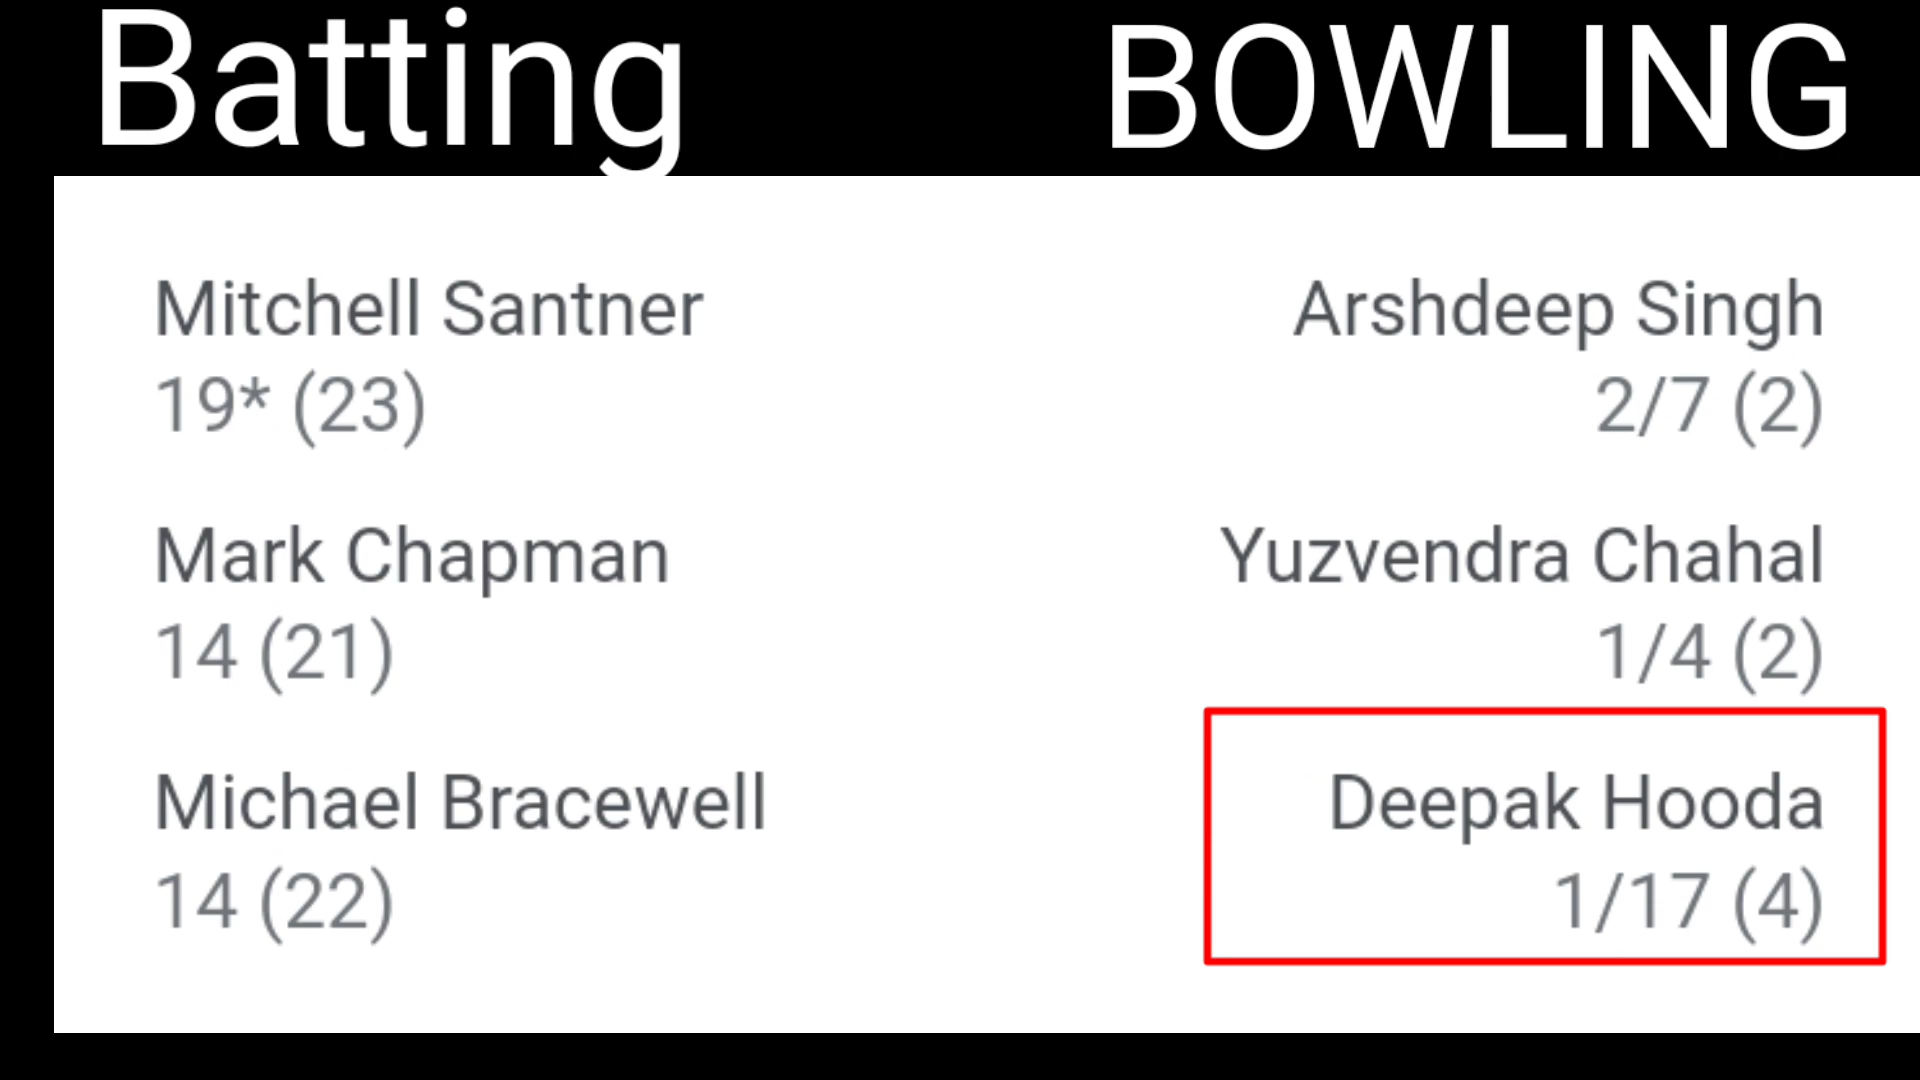 Batting
BOWLING
Mitchell Santner
19* (23)
Arshdeep Singh
2/7 (2)
Mark Chapman
14 (21)
Yuzvendra Chahal
1/4 (2)
Michael Bracewell
14 (22)
Deepak Hooda
1/17 (4)